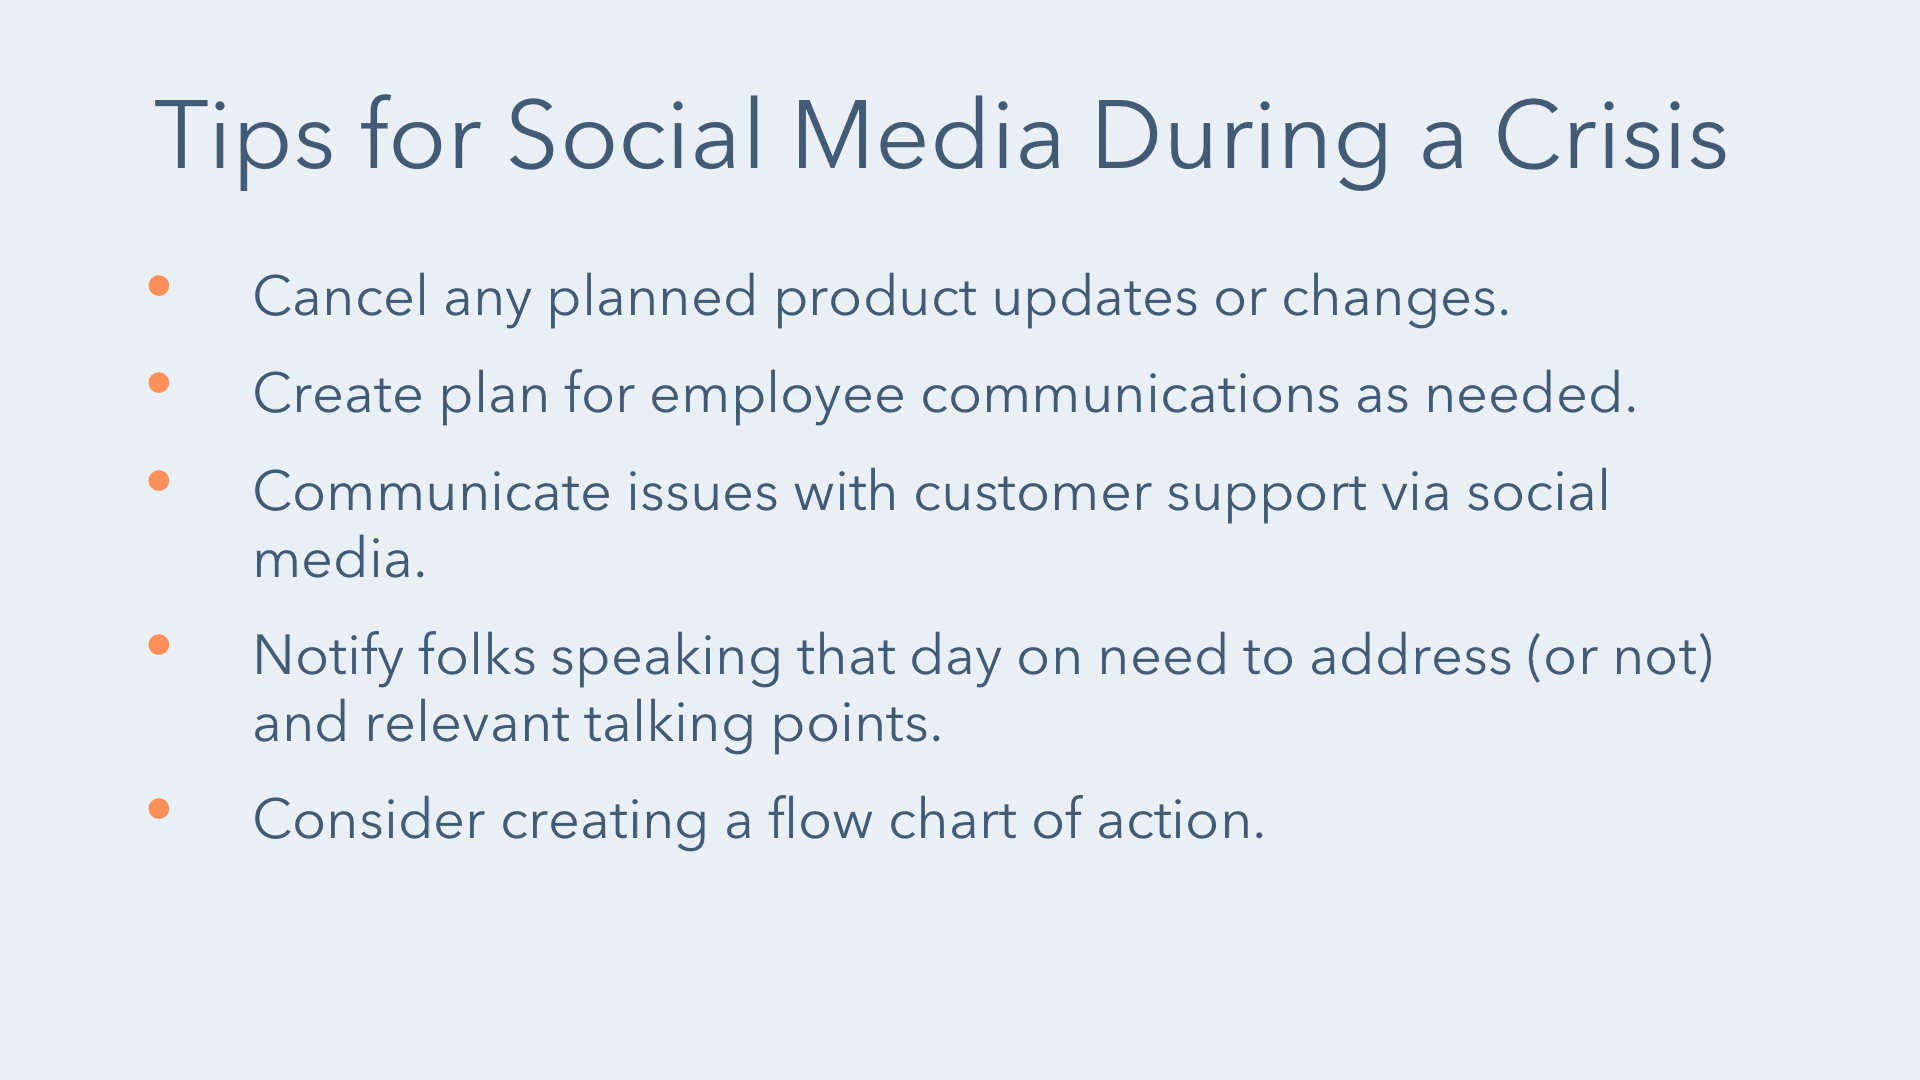 Tips for Social Media During a Crisis
• Cancel any planned product updates or changes.
• Create plan for employee communications as needed.
• Communicate issues with customer support via social
media.
• Notify folks speaking that day on need to address (or not)
and relevant talking points.
• Consider creating a flow chart of action.